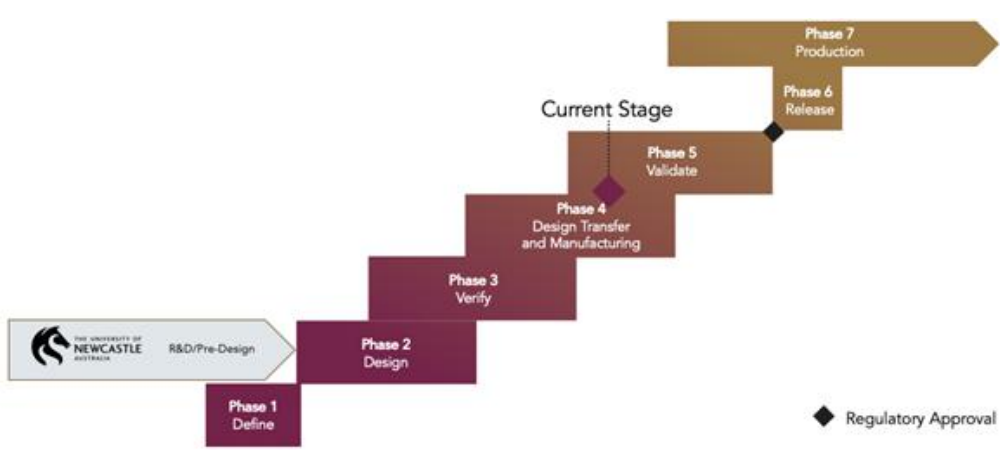 Phase 7
Production
Phase 6
Release
Current Stage
Phase 5
Validate
Phase 4
Design Transfer
and Manufacturing
Phase 3
Verify
THE UNIVERSITY OF
NEWCASTLE
AUSTRALIA
R&D/Pre-Design
Phase 2
Design
Phase 1
Define
Regulatory Approval